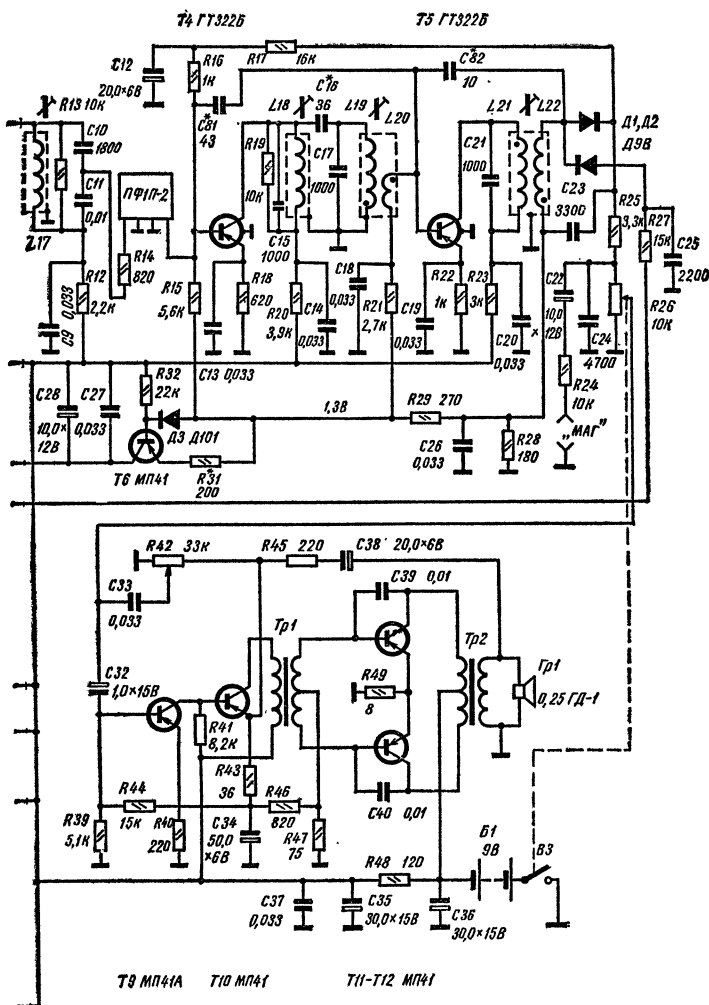 Т4 ГТ322Б Т5 ГТ322Б
C12
20,0×6В
R16
1К
R17 16К
C*82
10
C*81
43
R13 10К
C10
1800
C11
0,01
L17
ПФ1П-2
R14
820
R12
2,2К
C9 0,033
R15
5,6К
R19
10К
L18
C*16
36
L19
L20
C17
1000
C15
1000
R18
620
R20
3,9К
C14
0,033
C13 0,033
C18
0,033
R21
2,7К
C19
0,033
R22
1К
R23
3К
C21
1000
L21 L22
C20
0,033
Д1,Д2
Д9В
C23
3300
R25
3,3К
R27
15К
C25
2200
C22
10,0×
12В
C24
4700
R26
10К
R24
10К
„МАГ"
C28
10,0×
12В
C27
0,033
R32
22К
Д3 Д101
Т6 МП41
R*31
200
1,3В
R29 270
C26
0,033
R28
180
R42 33К
C33
0,033
R45 220
C38 20,0×6В
C39 0,01
C32
1,0×15В
Тр1
Тр2
R49
8
Гр1
0,25 ГД-1
R41
8,2К
R43
36
C40 0,01
R44
15К
R46
820
R39
5,1К
R40
220
C34
50,0
×6В
R47
75
R48 120
Б1
9В
В3
C37
0,033
C35
30,0×15В
C36
30,0×15В
Т9 МП41А Т10 МП41 Т11-Т12 МП41